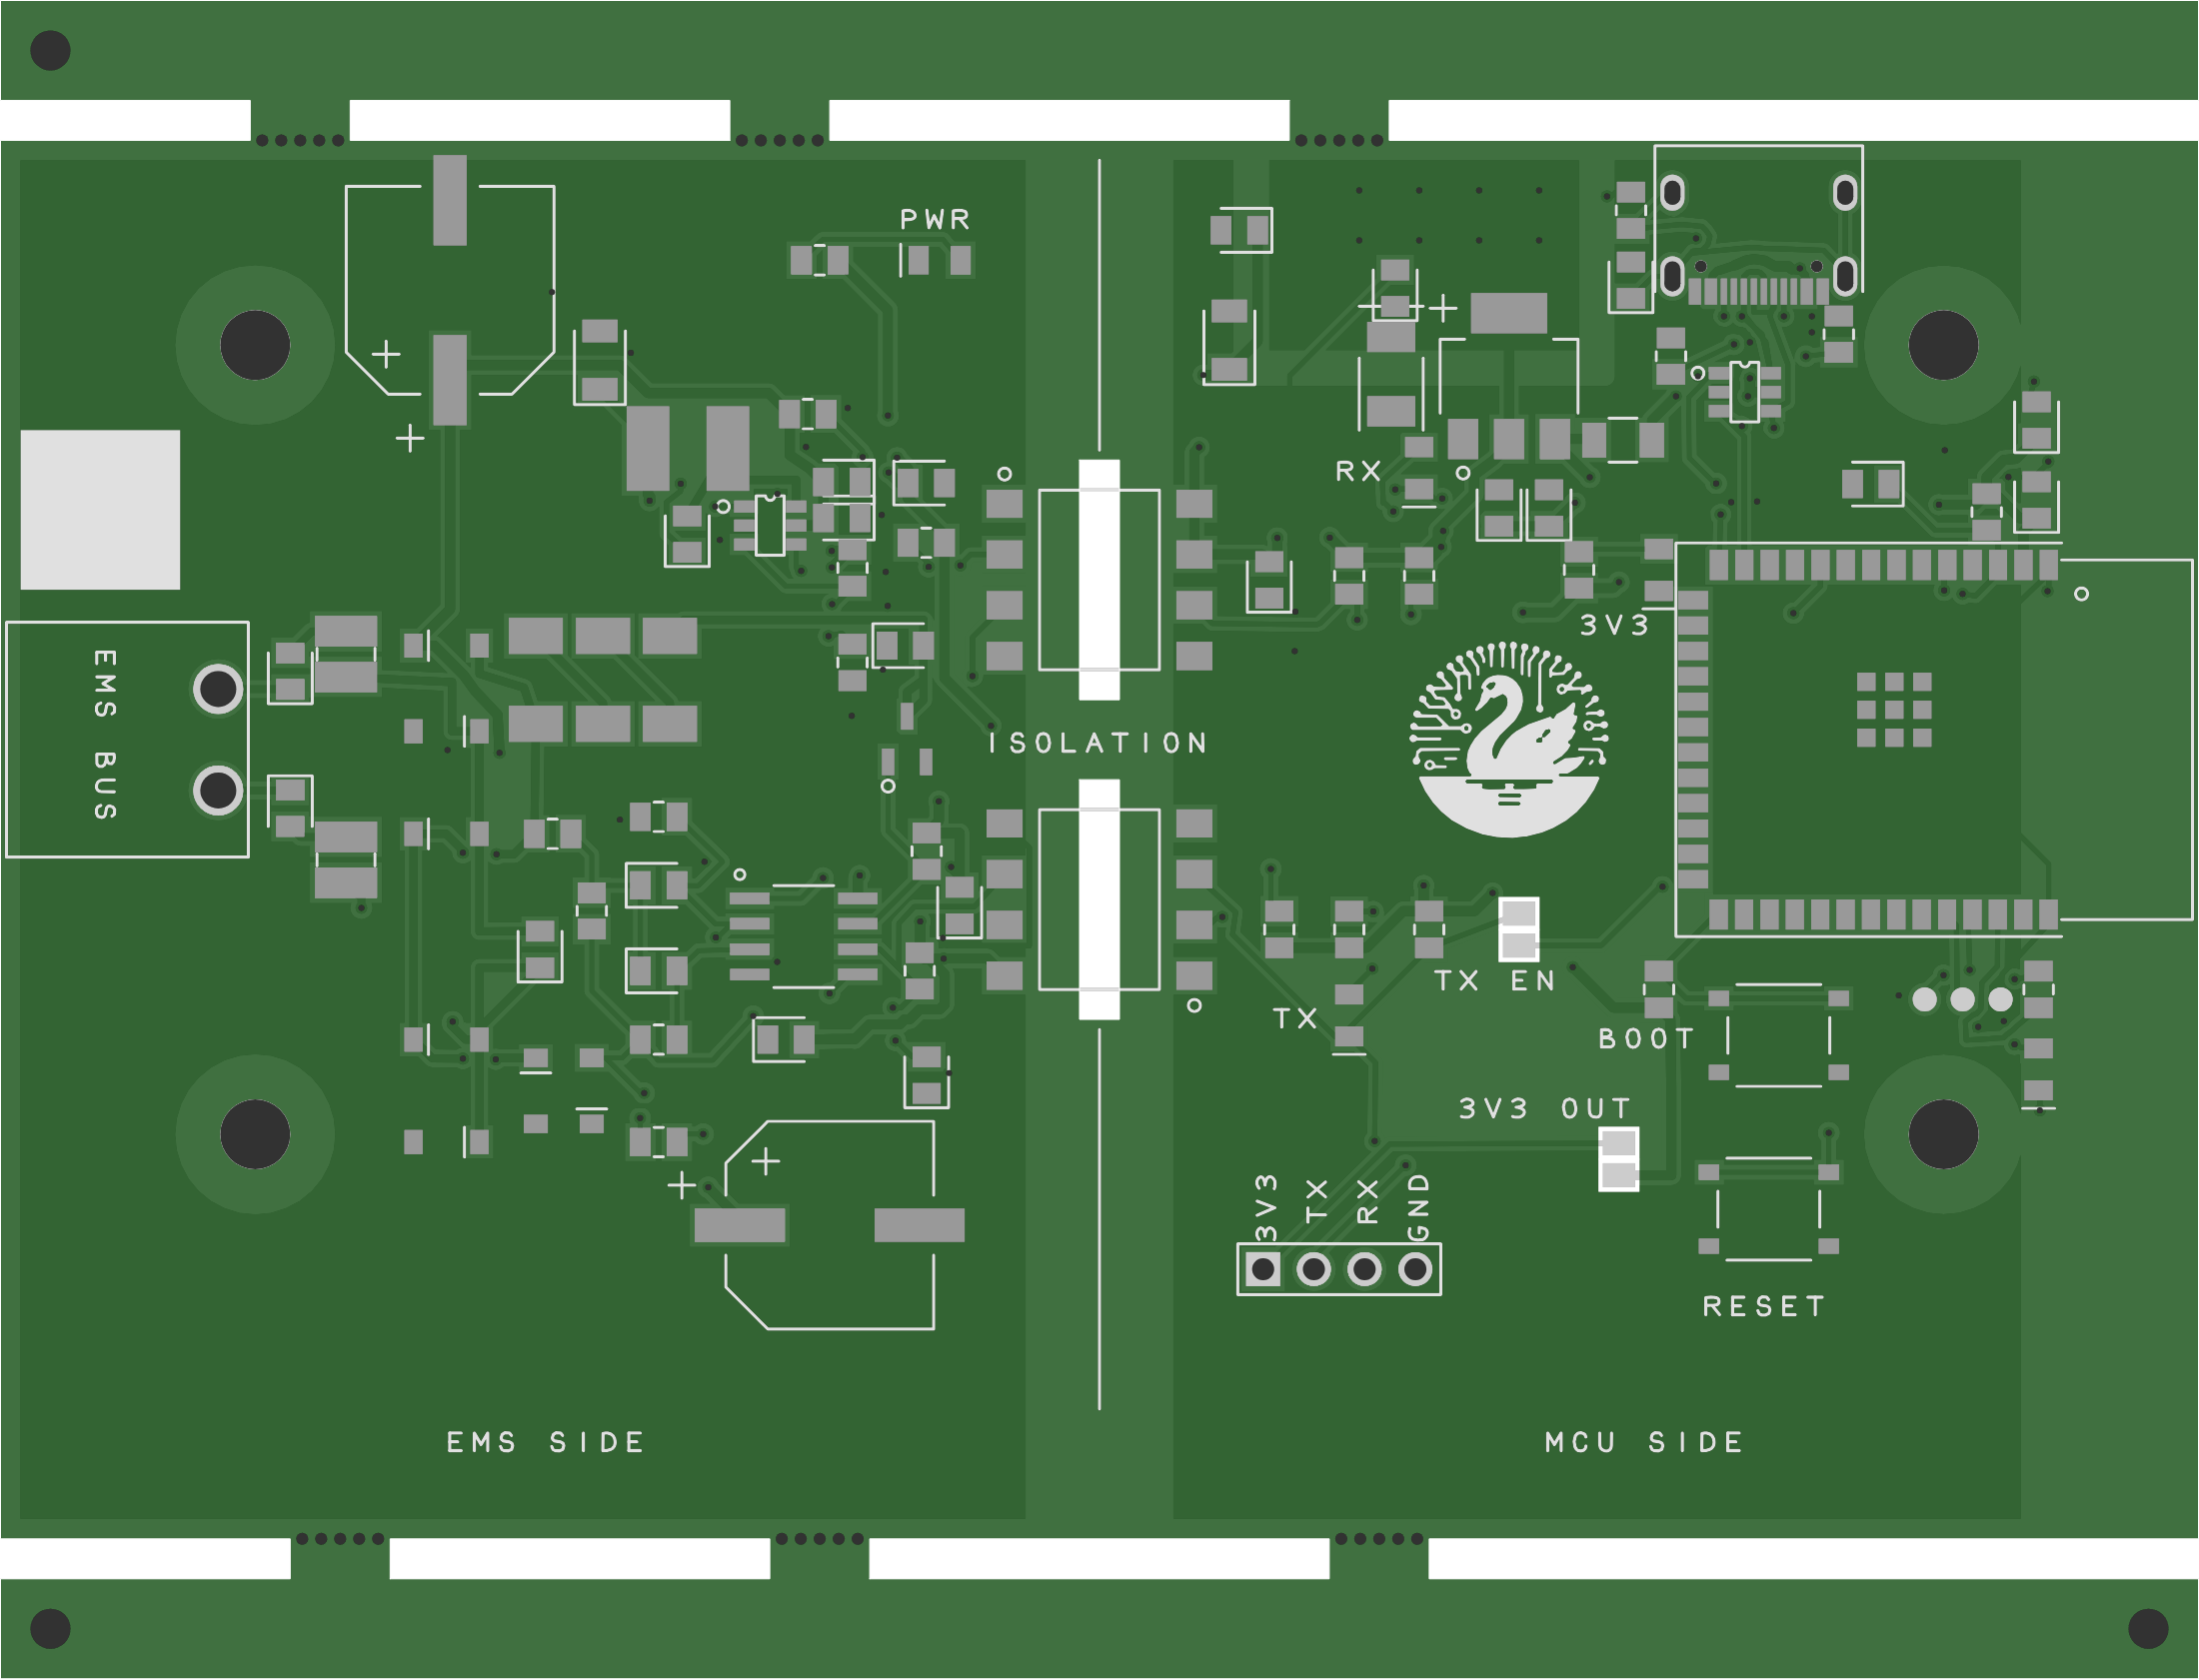 PWR
RX
3V3
EMS BUS
ISOLATION
TX EN
TX
BOOT
3V3 OUT
3V3
TX
RX
GND
RESET
EMS SIDE
MCU SIDE